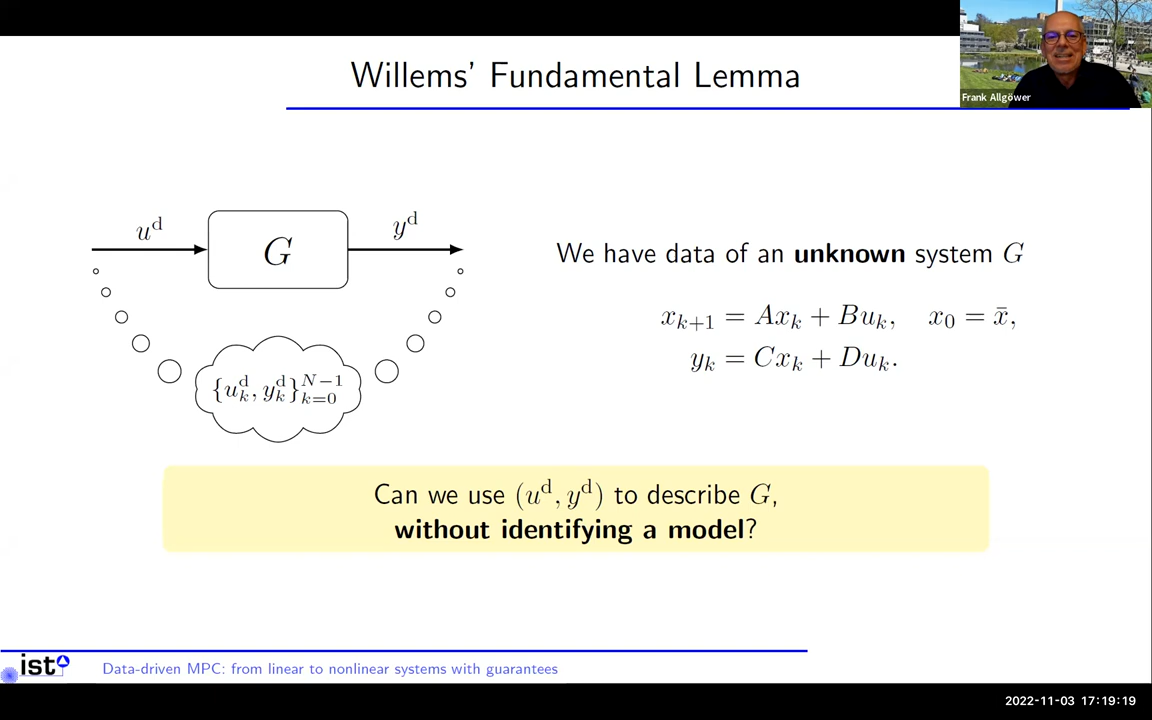 Willems' Fundamental Lemma
Frank Allgöwer
u^d
G
y^d
{u_k^d, y_k^d}_{k=0}^{N−1}
We have data of an unknown system G
x_{k+1} = Ax_k + Bu_k, x_0 = x̄,
y_k = Cx_k + Du_k.
Can we use (u^d, y^d) to describe G,
without identifying a model?
ist
Data-driven MPC: from linear to nonlinear systems with guarantees
2022-11-03 17:19:19